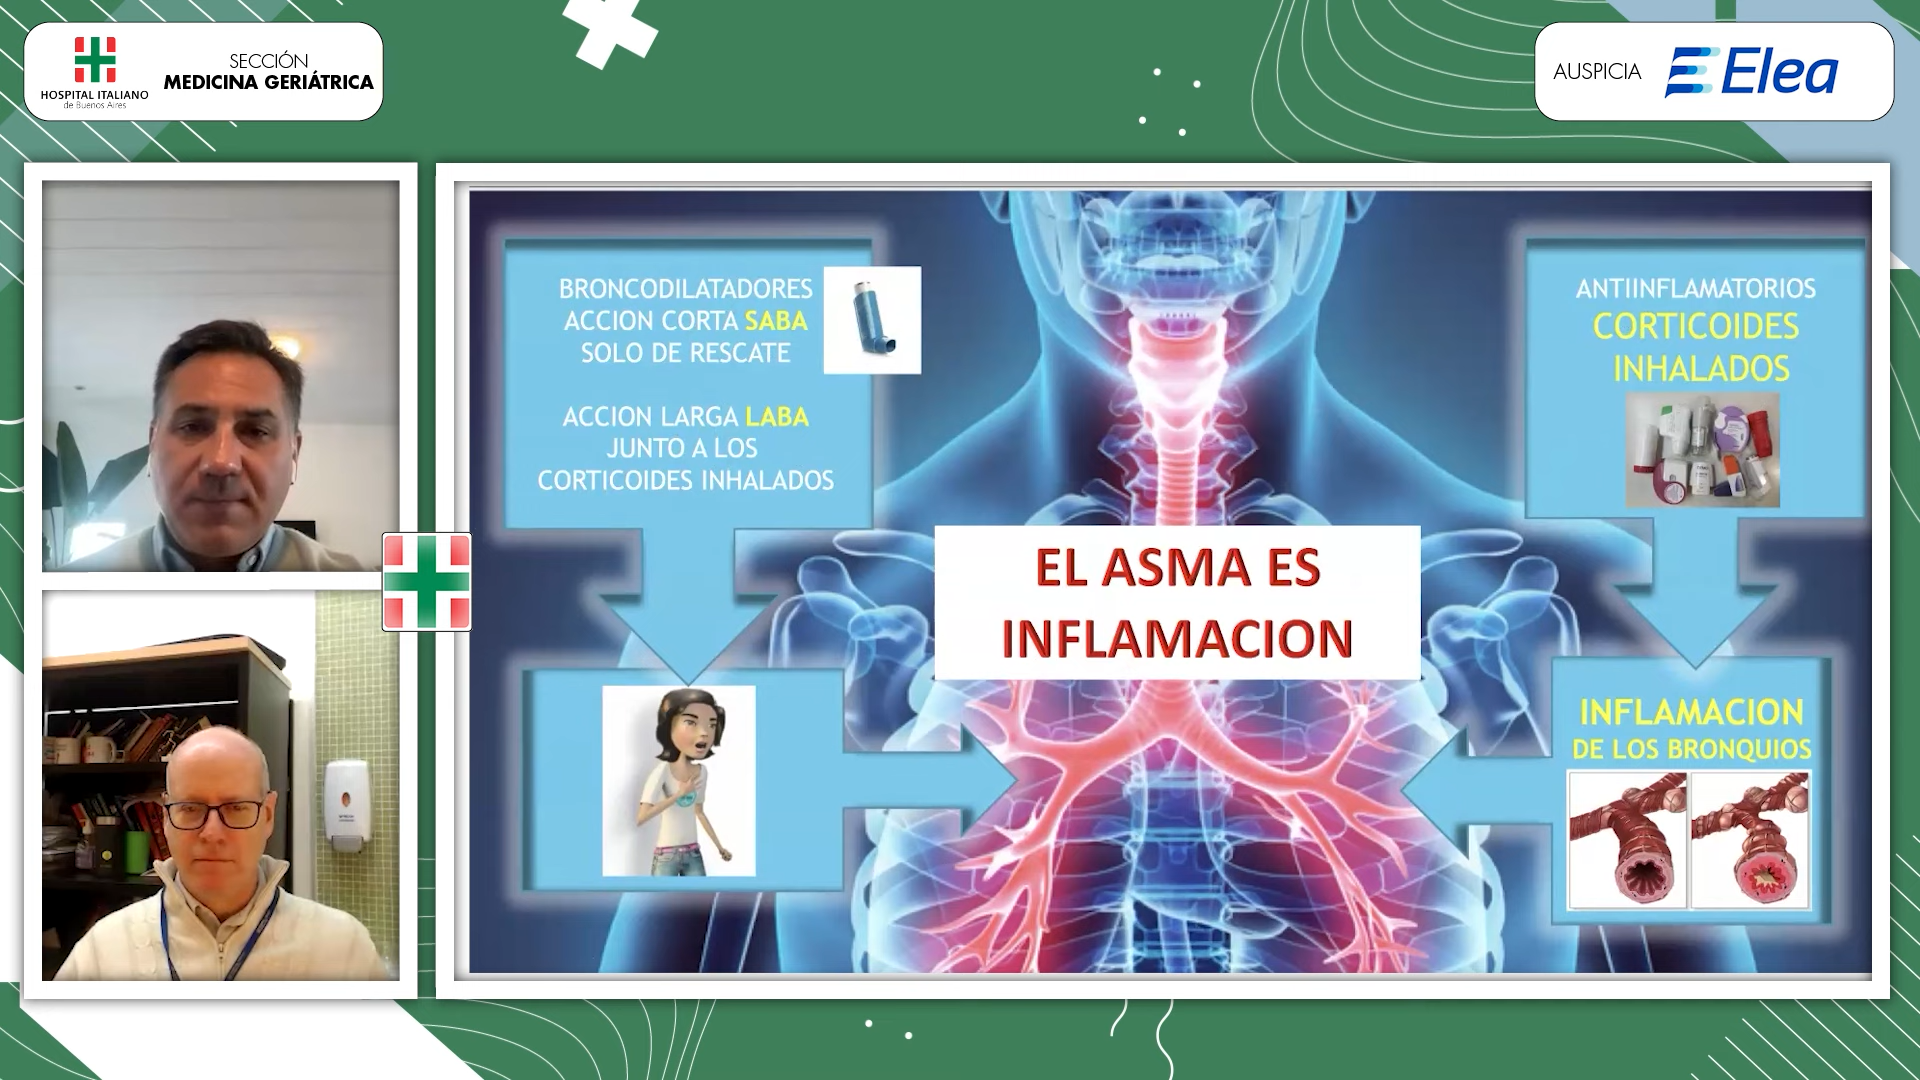 HOSPITAL ITALIANO
de Buenos Aires
SECCIÓN
MEDICINA GERIÁTRICA
AUSPICIA
Elea
BRONCODILATADORES
ACCION CORTA SABA
SOLO DE RESCATE
ACCION LARGA LABA
JUNTO A LOS
CORTICOIDES INHALADOS
ANTIINFLAMATORIOS
CORTICOIDES
INHALADOS
EL ASMA ES
INFLAMACION
INFLAMACION
DE LOS BRONQUIOS